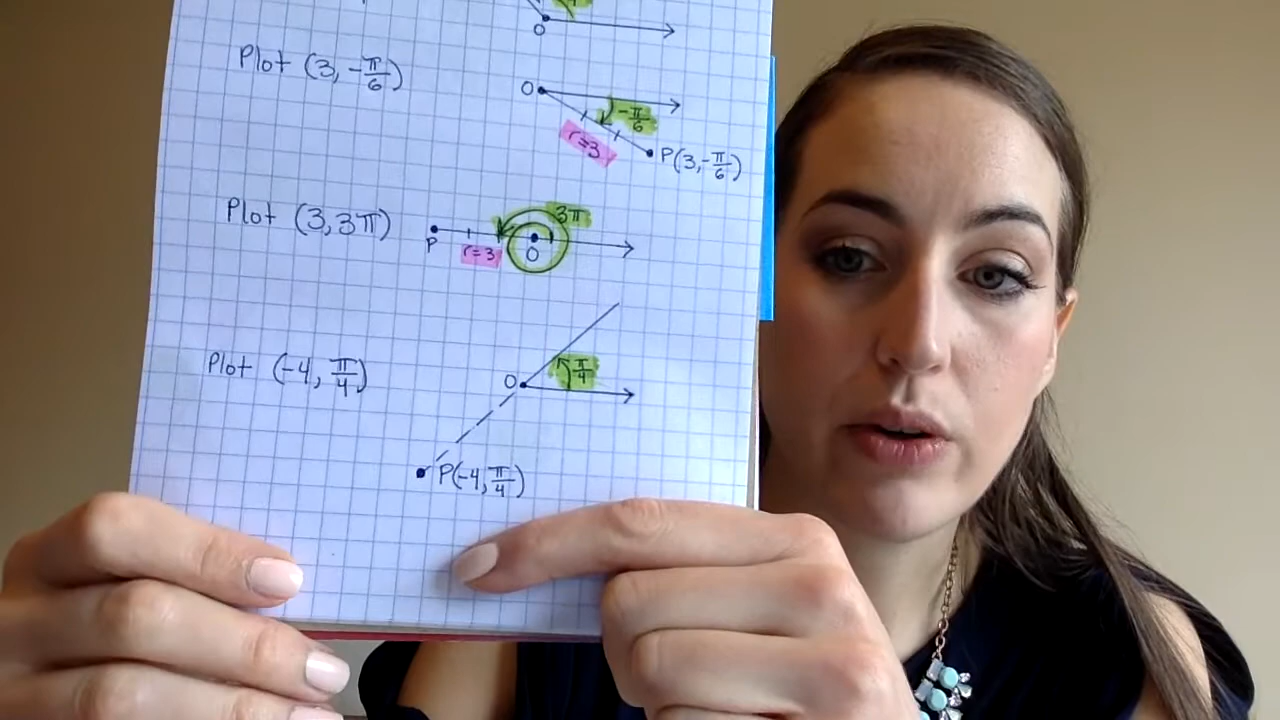 O
Plot (3, -π/6)
O
-π/6
r=3
P(3, -π/6)
Plot (3, 3π)
3π
P
r=3
O
Plot (-4, π/4)
O
π/4
P(-4, π/4)